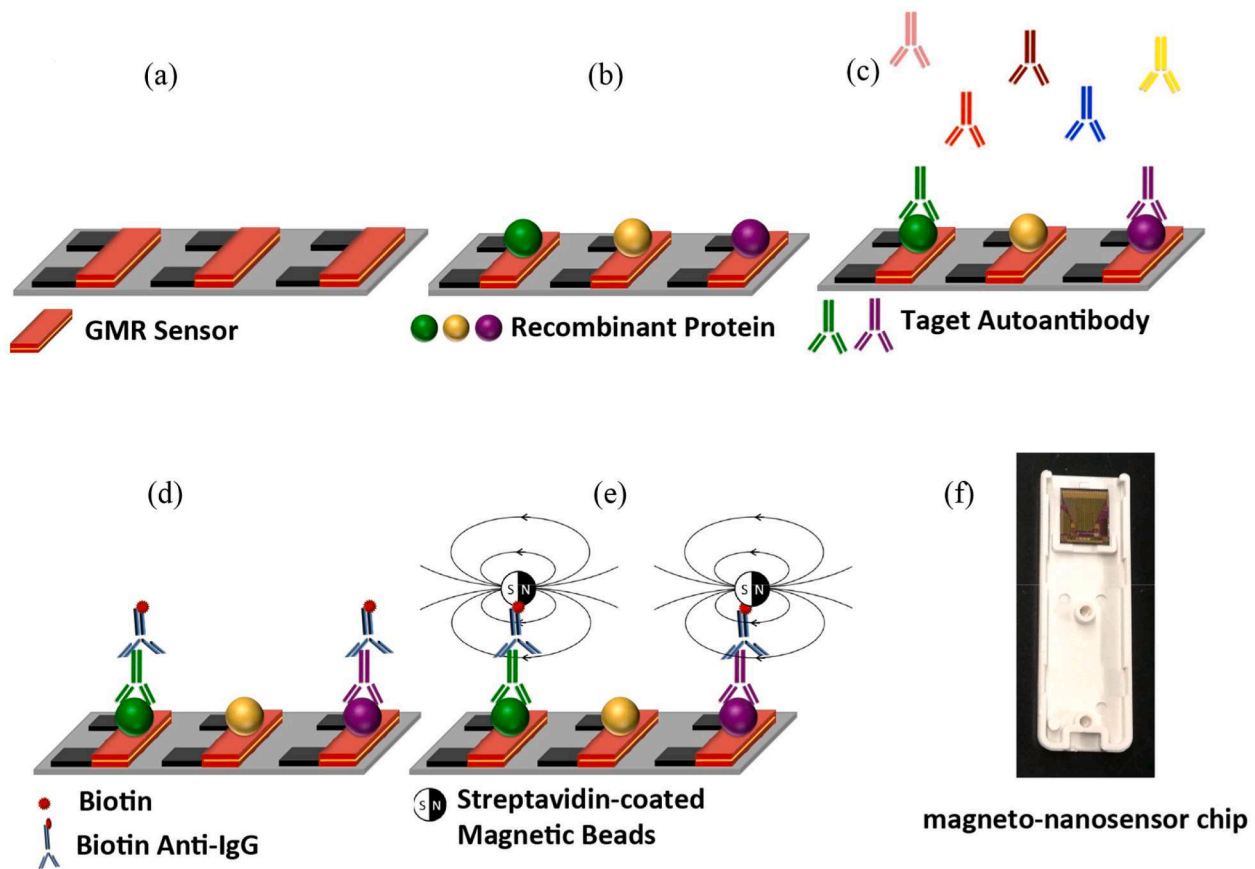 (a)
(b)
(c)
GMR Sensor
Recombinant Protein
Taget Autoantibody
(d)
(e)
(f)
S N
S N
Biotin
Biotin Anti-IgG
S N
Streptavidin-coated
Magnetic Beads
magneto-nanosensor chip